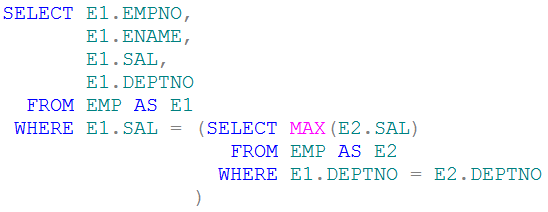 SELECT E1.EMPNO,
E1.ENAME,
E1.SAL,
E1.DEPTNO
FROM EMP AS E1
WHERE E1.SAL = (SELECT MAX(E2.SAL)
FROM EMP AS E2
WHERE E1.DEPTNO = E2.DEPTNO
)